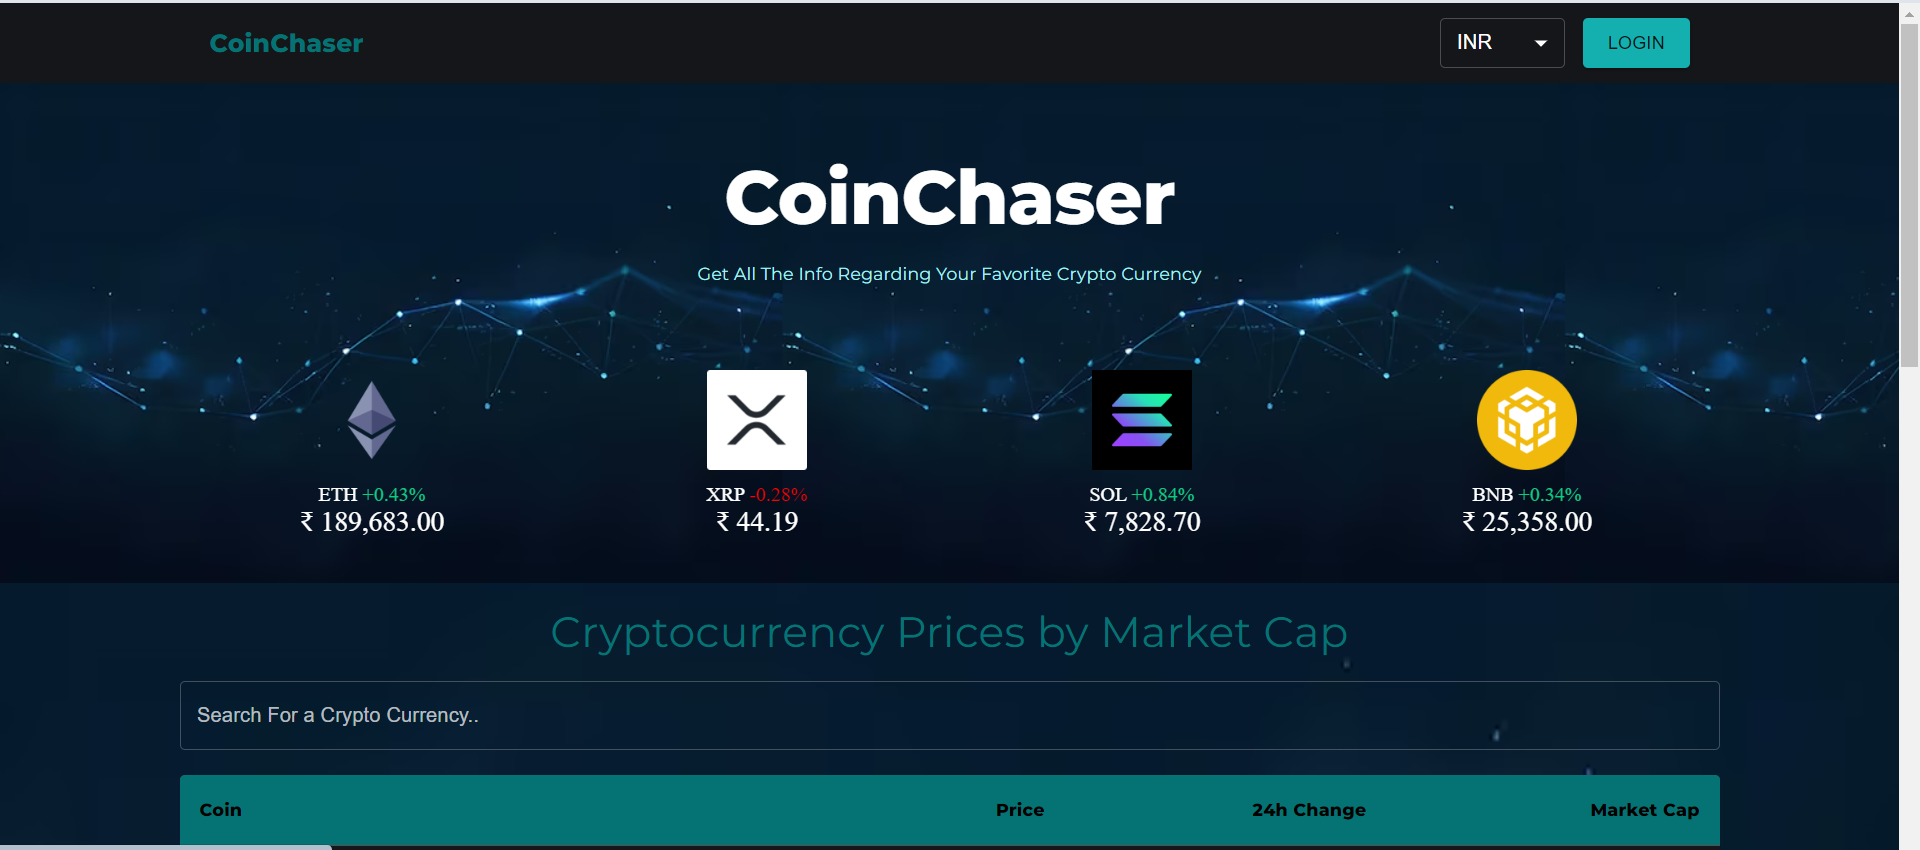 CoinChaser
INR
LOGIN
CoinChaser
Get All The Info Regarding Your Favorite Crypto Currency
ETH +0.43%
₹ 189,683.00
XRP -0.28%
₹ 44.19
SOL +0.84%
₹ 7,828.70
BNB +0.34%
₹ 25,358.00
Cryptocurrency Prices by Market Cap
Search For a Crypto Currency..
Coin Price 24h Change Market Cap